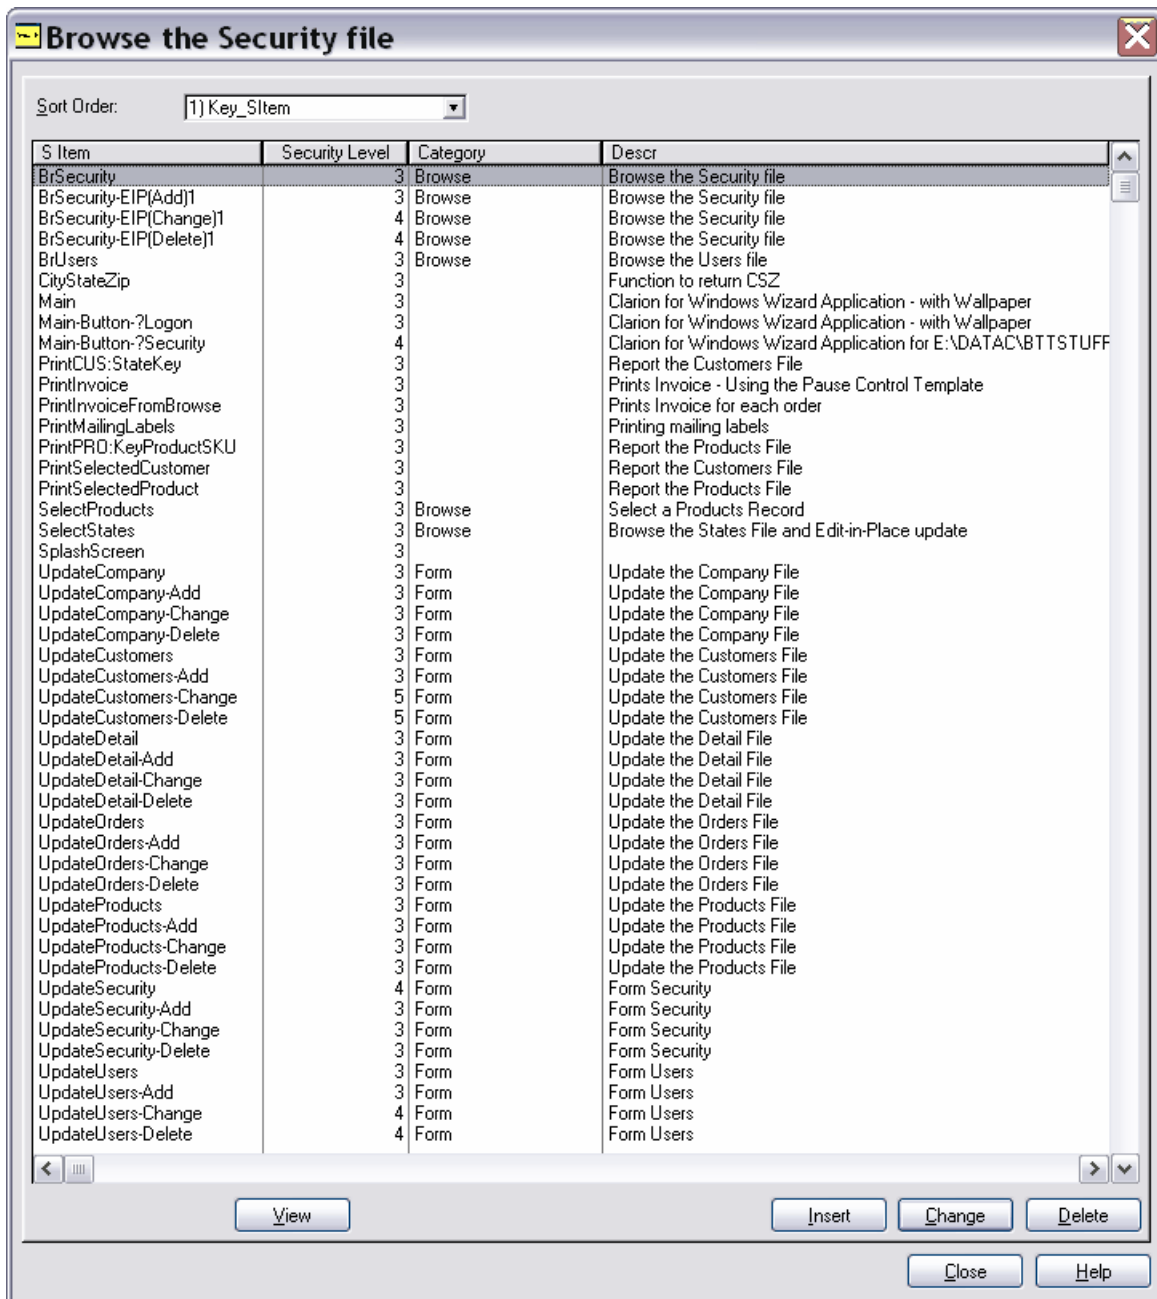 Browse the Security file
Sort Order: 1) Key_SItem
S Item Security Level Category Descr
BrSecurity 3 Browse Browse the Security file
BrSecurity-EIP(Add)1 3 Browse Browse the Security file
BrSecurity-EIP(Change)1 4 Browse Browse the Security file
BrSecurity-EIP(Delete)1 4 Browse Browse the Security file
BrUsers 3 Browse Browse the Users file
CityStateZip 3 Function to return CSZ
Main 3 Clarion for Windows Wizard Application - with Wallpaper
Main-Button-?Logon 3 Clarion for Windows Wizard Application - with Wallpaper
Main-Button-?Security 4 Clarion for Windows Wizard Application for E:\DATAC\BTTSTUFF
PrintCUS:StateKey 3 Report the Customers File
PrintInvoice 3 Prints Invoice - Using the Pause Control Template
PrintInvoiceFromBrowse 3 Prints Invoice for each order
PrintMailingLabels 3 Printing mailing labels
PrintPRO:KeyProductSKU 3 Report the Products File
PrintSelectedCustomer 3 Report the Customers File
PrintSelectedProduct 3 Report the Products File
SelectProducts 3 Browse Select a Products Record
SelectStates 3 Browse Browse the States File and Edit-in-Place update
SplashScreen 3
UpdateCompany 3 Form Update the Company File
UpdateCompany-Add 3 Form Update the Company File
UpdateCompany-Change 3 Form Update the Company File
UpdateCompany-Delete 3 Form Update the Company File
UpdateCustomers 3 Form Update the Customers File
UpdateCustomers-Add 3 Form Update the Customers File
UpdateCustomers-Change 5 Form Update the Customers File
UpdateCustomers-Delete 5 Form Update the Customers File
UpdateDetail 3 Form Update the Detail File
UpdateDetail-Add 3 Form Update the Detail File
UpdateDetail-Change 3 Form Update the Detail File
UpdateDetail-Delete 3 Form Update the Detail File
UpdateOrders 3 Form Update the Orders File
UpdateOrders-Add 3 Form Update the Orders File
UpdateOrders-Change 3 Form Update the Orders File
UpdateOrders-Delete 3 Form Update the Orders File
UpdateProducts 3 Form Update the Products File
UpdateProducts-Add 3 Form Update the Products File
UpdateProducts-Change 3 Form Update the Products File
UpdateProducts-Delete 3 Form Update the Products File
UpdateSecurity 4 Form Form Security
UpdateSecurity-Add 3 Form Form Security
UpdateSecurity-Change 3 Form Form Security
UpdateSecurity-Delete 3 Form Form Security
UpdateUsers 3 Form Form Users
UpdateUsers-Add 3 Form Form Users
UpdateUsers-Change 4 Form Form Users
UpdateUsers-Delete 4 Form Form Users
View Insert Change Delete
Close Help